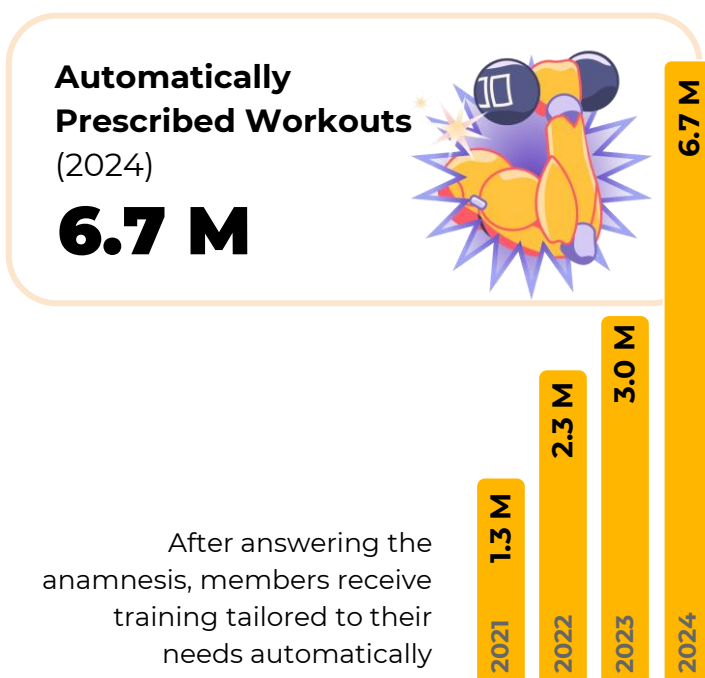 Automatically
Prescribed Workouts
(2024)
6.7 M
6.7 M
3.0 M
2.3 M
1.3 M
After answering the
anamnesis, members receive
training tailored to their
needs automatically
2021
2022
2023
2024